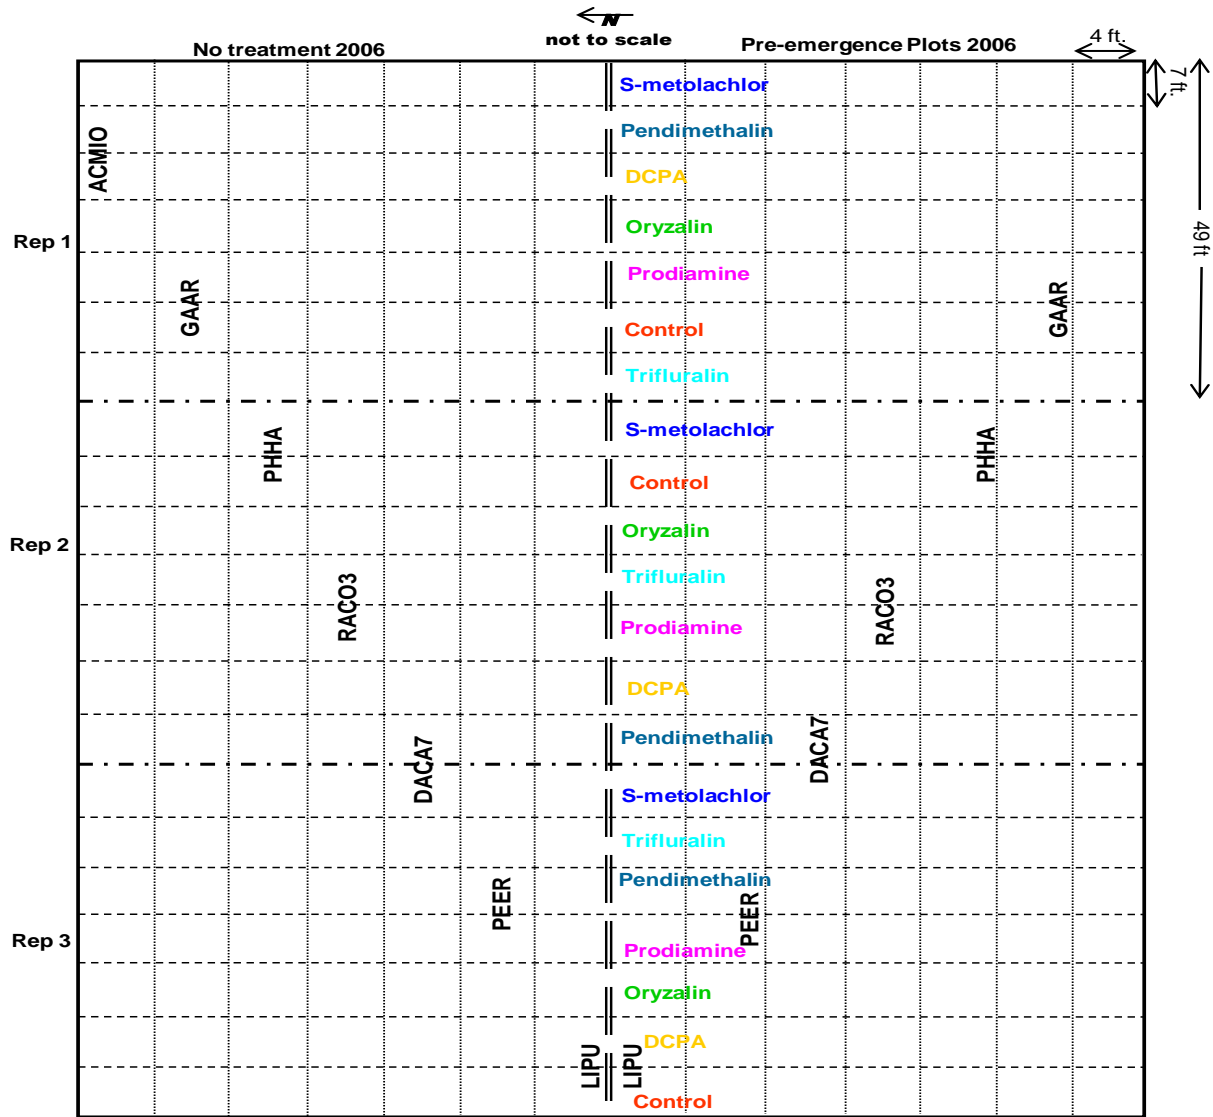 N
not to scale
No treatment 2006
Pre-emergence Plots 2006
4 ft.
7 ft.
49 ft
S-metolachlor
Pendimethalin
ACMIO
DCPA
Oryzalin
Rep 1
Prodiamine
GAAR
GAAR
Control
Trifluralin
S-metolachlor
PHHA
PHHA
Control
Oryzalin
Rep 2
Trifluralin
RACO3
RACO3
Prodiamine
DCPA
Pendimethalin
DACA7
DACA7
S-metolachlor
Trifluralin
Pendimethalin
PEER
PEER
Rep 3
Prodiamine
Oryzalin
DCPA
LIPU
LIPU
Control